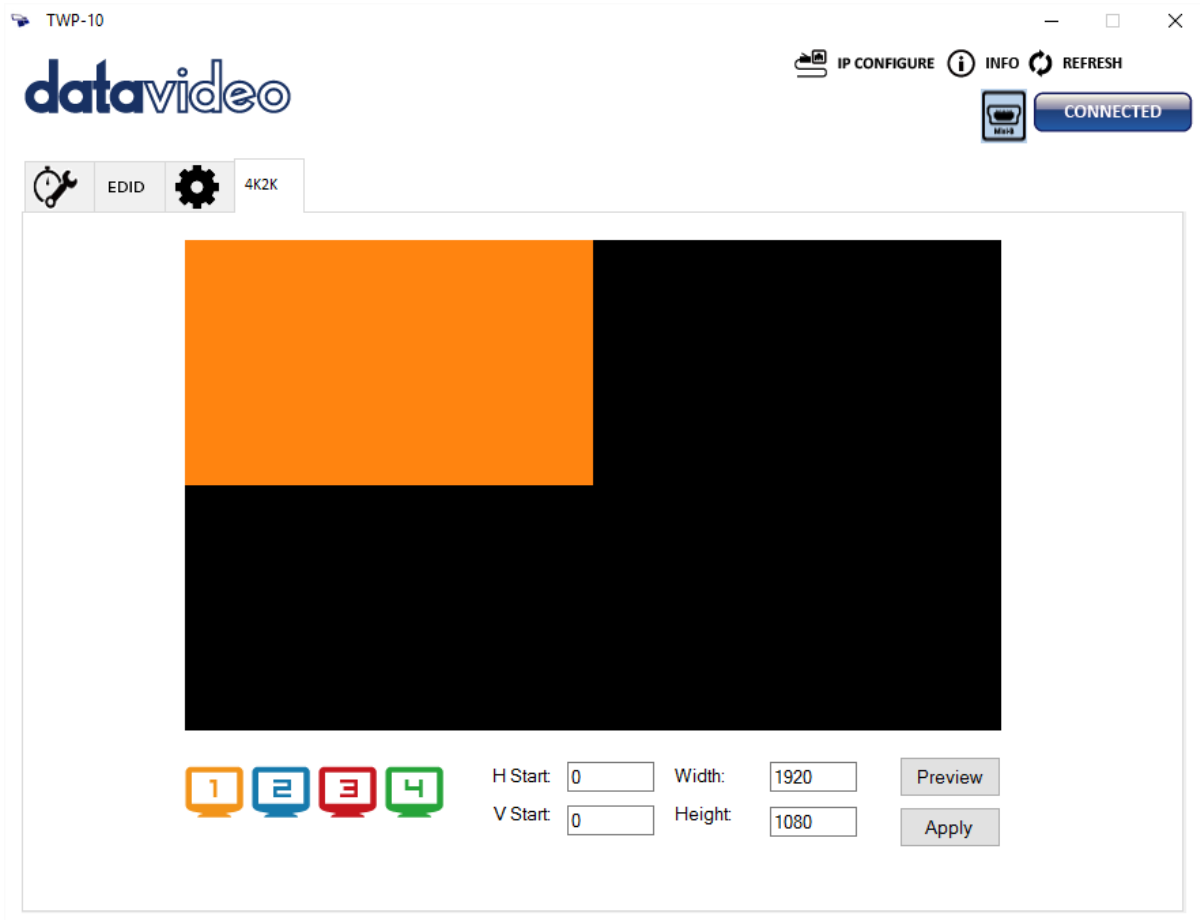 TWP-10
datavideo
IP CONFIGURE INFO REFRESH
Mini-B
CONNECTED
EDID
4K2K
1 2 3 4
H Start: 0 Width: 1920 Preview
V Start: 0 Height: 1080 Apply